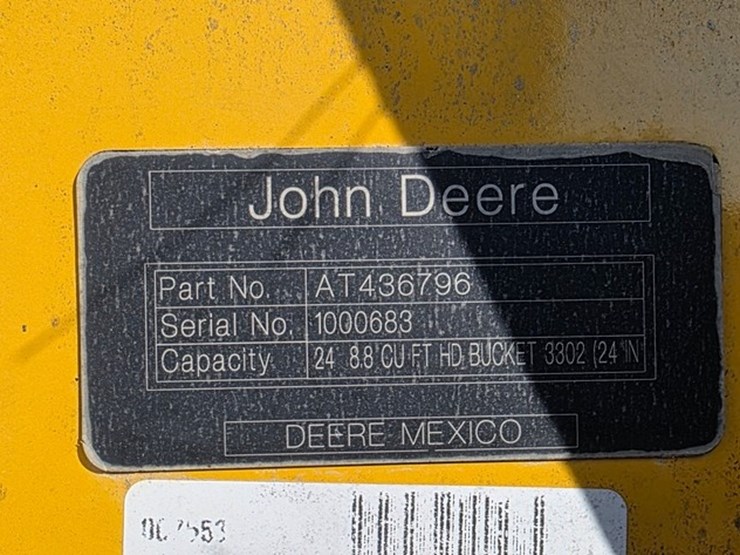 John Deere
Part No. AT436796
Serial No. 1000683
Capacity 24 8.8 CU FT HD BUCKET 3302 (24 IN
DEERE MEXICO